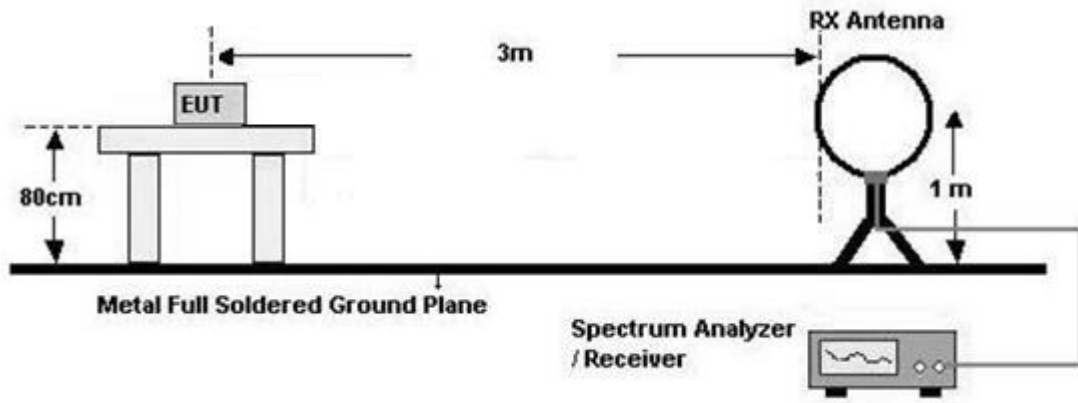 RX Antenna
3m
EUT
80cm
1 m
Metal Full Soldered Ground Plane
Spectrum Analyzer
/ Receiver